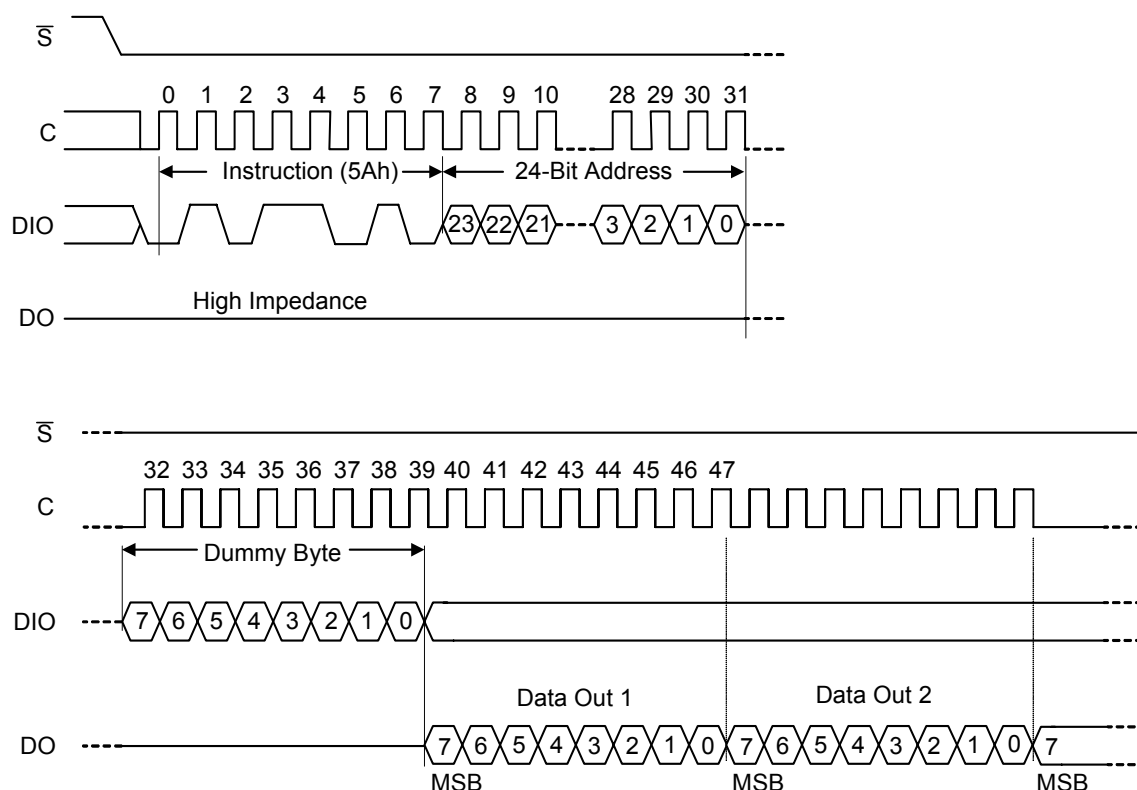 S
0 1 2 3 4 5 6 7 8 9 10 28 29 30 31
C
Instruction (5Ah) 24-Bit Address
DIO 23 22 21 3 2 1 0
High Impedance
DO
S
32 33 34 35 36 37 38 39 40 41 42 43 44 45 46 47
C
Dummy Byte
DIO 7 6 5 4 3 2 1 0
Data Out 1 Data Out 2
DO 7 6 5 4 3 2 1 0 7 6 5 4 3 2 1 0 7
MSB MSB MSB